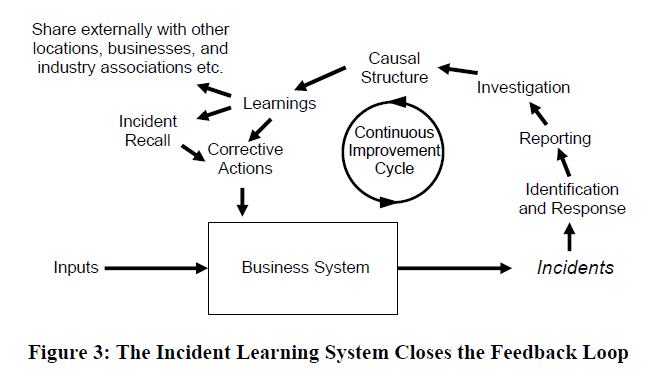 Share externally with other
locations, businesses, and
industry associations etc.
Causal
Structure
Investigation
Learnings
Incident
Recall
Corrective
Actions
Continuous
Improvement
Cycle
Reporting
Identification
and Response
Inputs
Business System
Incidents
Figure 3: The Incident Learning System Closes the Feedback Loop